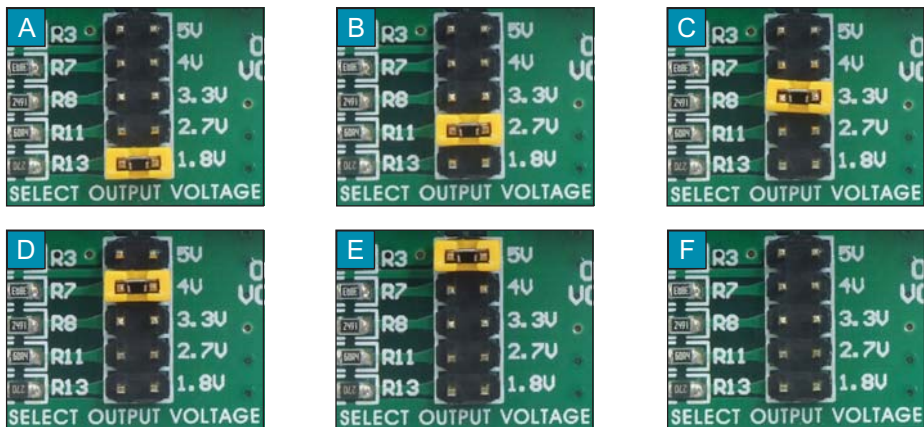 A
R3
5V
R7
4V
R8
3.3V
R11
2.7V
R13
1.8V
SELECT OUTPUT VOLTAGE
B
R3
5V
R7
4V
R8
3.3V
R11
2.7V
R13
1.8V
SELECT OUTPUT VOLTAGE
C
R3
5V
R7
4V
R8
3.3V
R11
2.7V
R13
1.8V
SELECT OUTPUT VOLTAGE
D
R3
5V
R7
4V
R8
3.3V
R11
2.7V
R13
1.8V
SELECT OUTPUT VOLTAGE
E
R3
5V
R7
4V
R8
3.3V
R11
2.7V
R13
1.8V
SELECT OUTPUT VOLTAGE
F
R3
5V
R7
4V
R8
3.3V
R11
2.7V
R13
1.8V
SELECT OUTPUT VOLTAGE